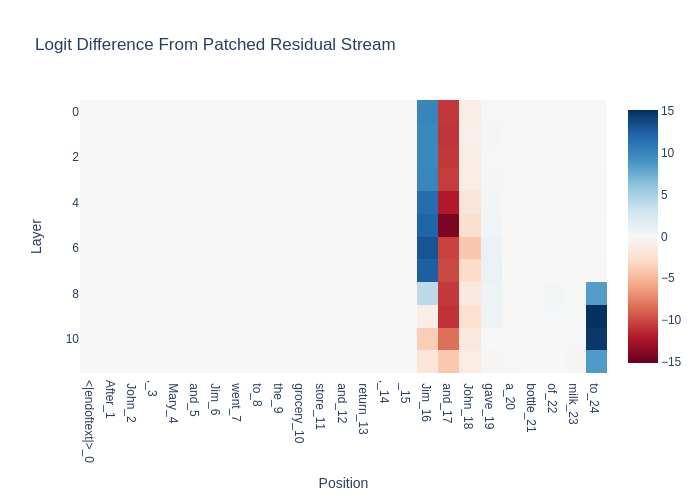 Logit Difference From Patched Residual Stream
0
2
4
6
8
10
Layer
<|endoftext|>_0
After_1
John_2
,_3
Mary_4
and_5
Jim_6
went_7
to_8
the_9
grocery_10
store_11
and_12
return_13
,_14
_15
Jim_16
and_17
John_18
gave_19
a_20
bottle_21
of_22
milk_23
to_24
Position
15
10
5
0
−5
−10
−15